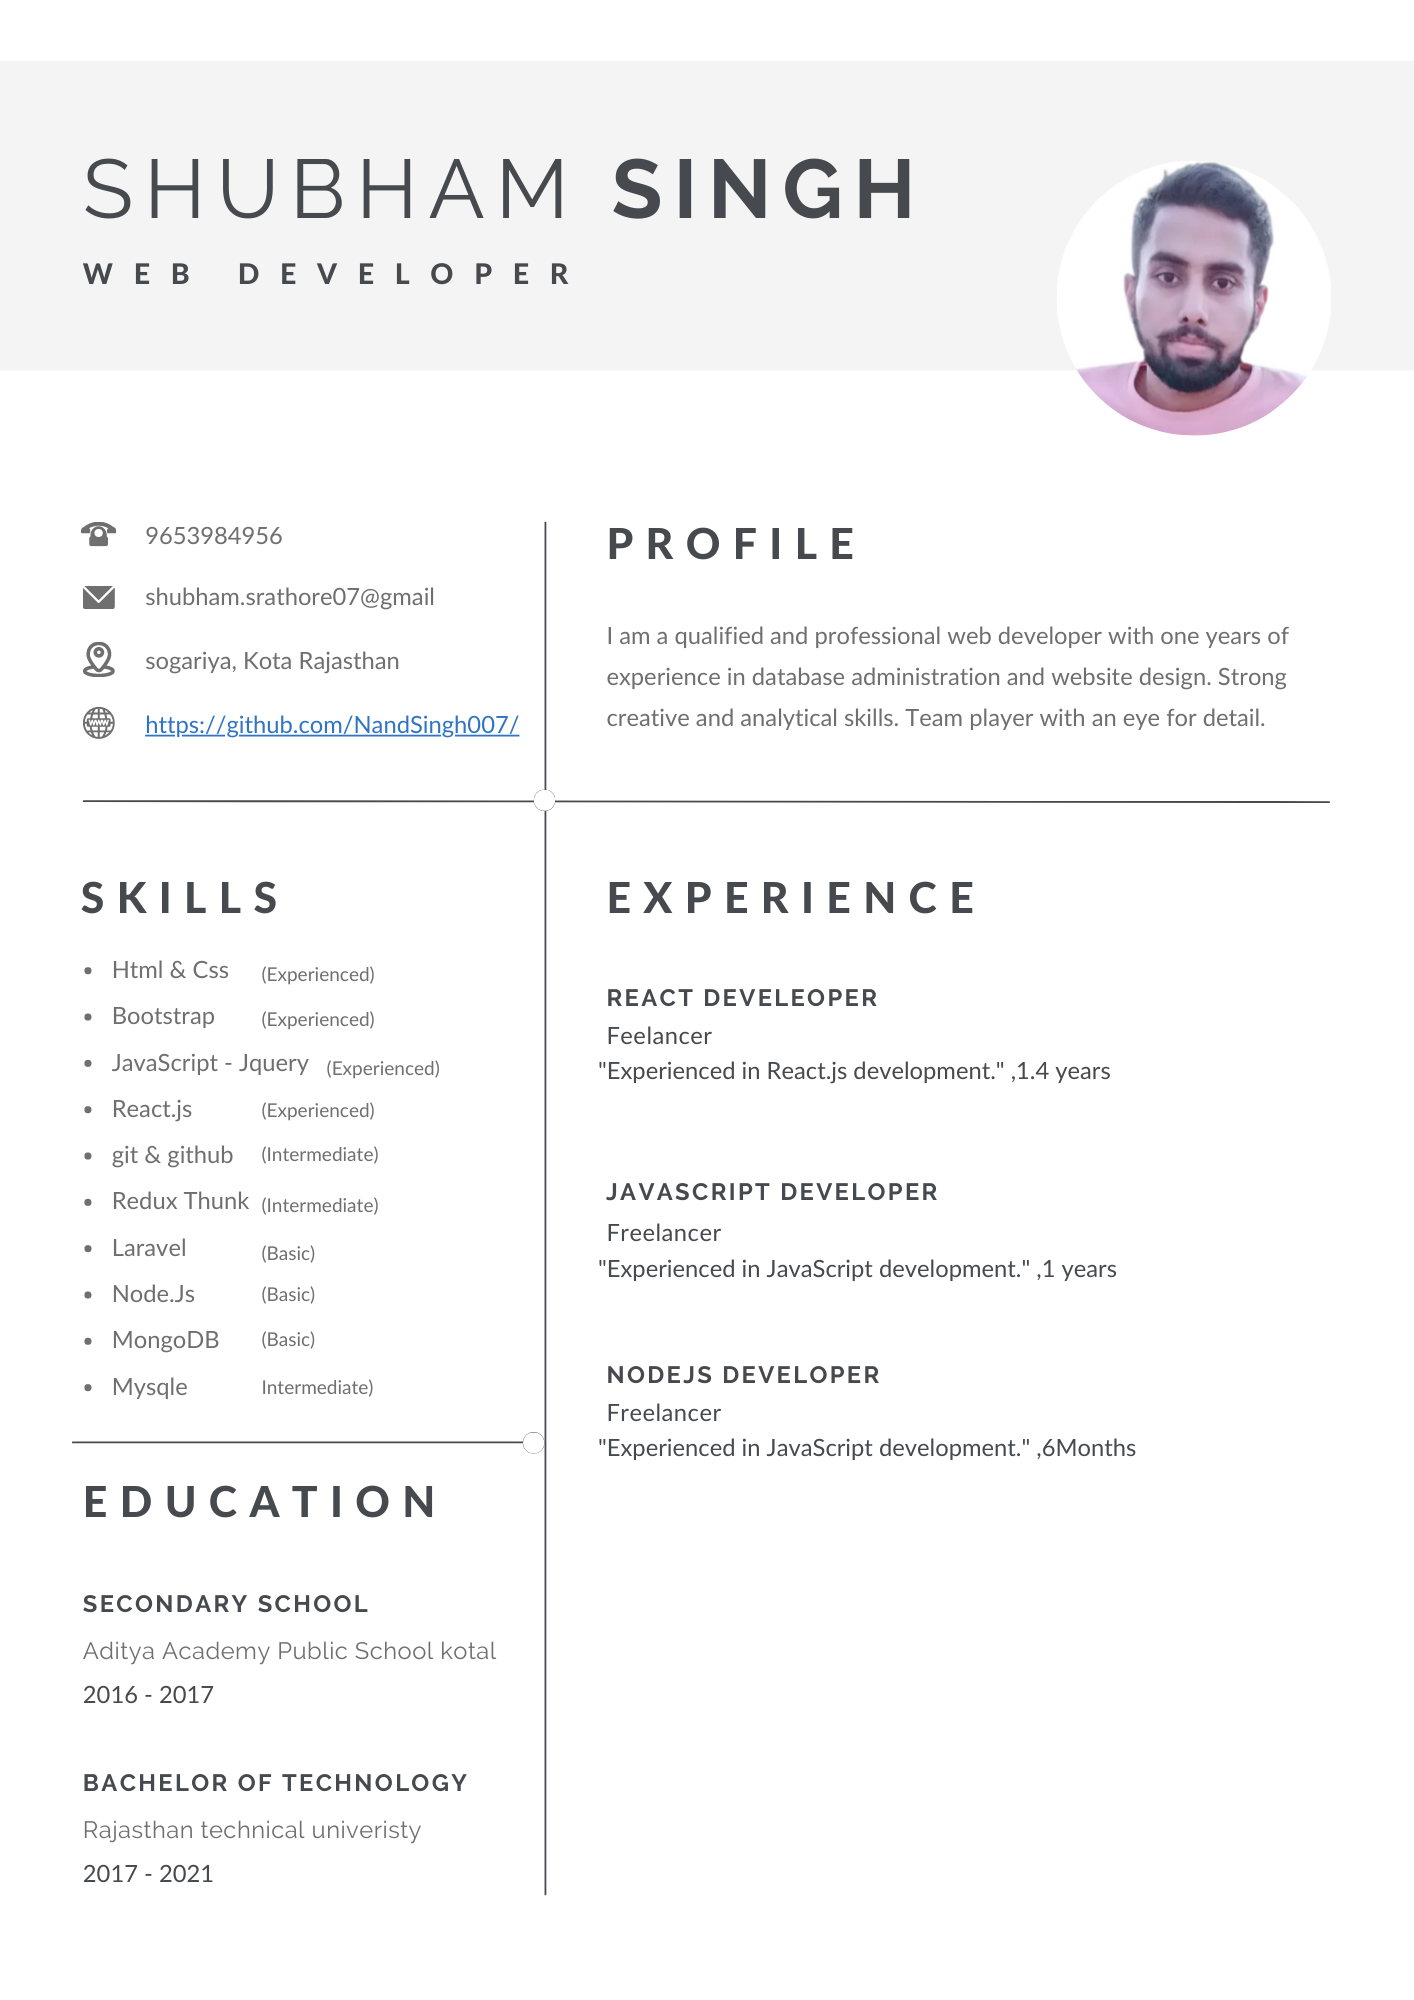 SHUBHAM SINGH
WEB DEVELOPER
9653984956
shubham.srathore07@gmail
sogariya, Kota Rajasthan
https://github.com/NandSingh007/
PROFILE
I am a qualified and professional web developer with one years of
experience in database administration and website design. Strong
creative and analytical skills. Team player with an eye for detail.
SKILLS
• Html & Css (Experienced)
• Bootstrap (Experienced)
• JavaScript - Jquery (Experienced)
• React.js (Experienced)
• git & github (Intermediate)
• Redux Thunk (Intermediate)
• Laravel (Basic)
• Node.Js (Basic)
• MongoDB (Basic)
• Mysqle Intermediate)
EDUCATION
SECONDARY SCHOOL
Aditya Academy Public School kotal
2016 - 2017
BACHELOR OF TECHNOLOGY
Rajasthan technical univeristy
2017 - 2021
EXPERIENCE
REACT DEVELEOPER
Feelancer
"Experienced in React.js development." ,1.4 years
JAVASCRIPT DEVELOPER
Freelancer
"Experienced in JavaScript development." ,1 years
NODEJS DEVELOPER
Freelancer
"Experienced in JavaScript development." ,6Months